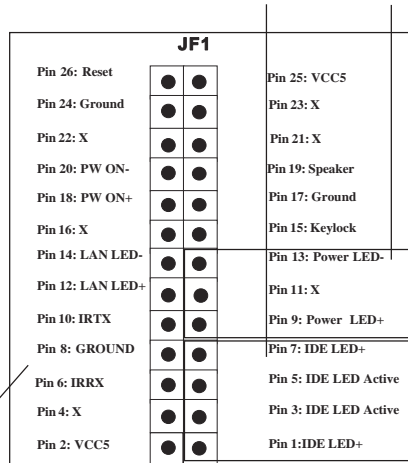 JF1
Pin 26: Reset
Pin 25: VCC5
Pin 24: Ground
Pin 23: X
Pin 22: X
Pin 21: X
Pin 20: PW ON-
Pin 19: Speaker
Pin 18: PW ON+
Pin 17: Ground
Pin 16: X
Pin 15: Keylock
Pin 14: LAN LED-
Pin 13: Power LED-
Pin 12: LAN LED+
Pin 11: X
Pin 10: IRTX
Pin 9: Power LED+
Pin 8: GROUND
Pin 7: IDE LED+
Pin 6: IRRX
Pin 5: IDE LED Active
Pin 4: X
Pin 3: IDE LED Active
Pin 2: VCC5
Pin 1:IDE LED+